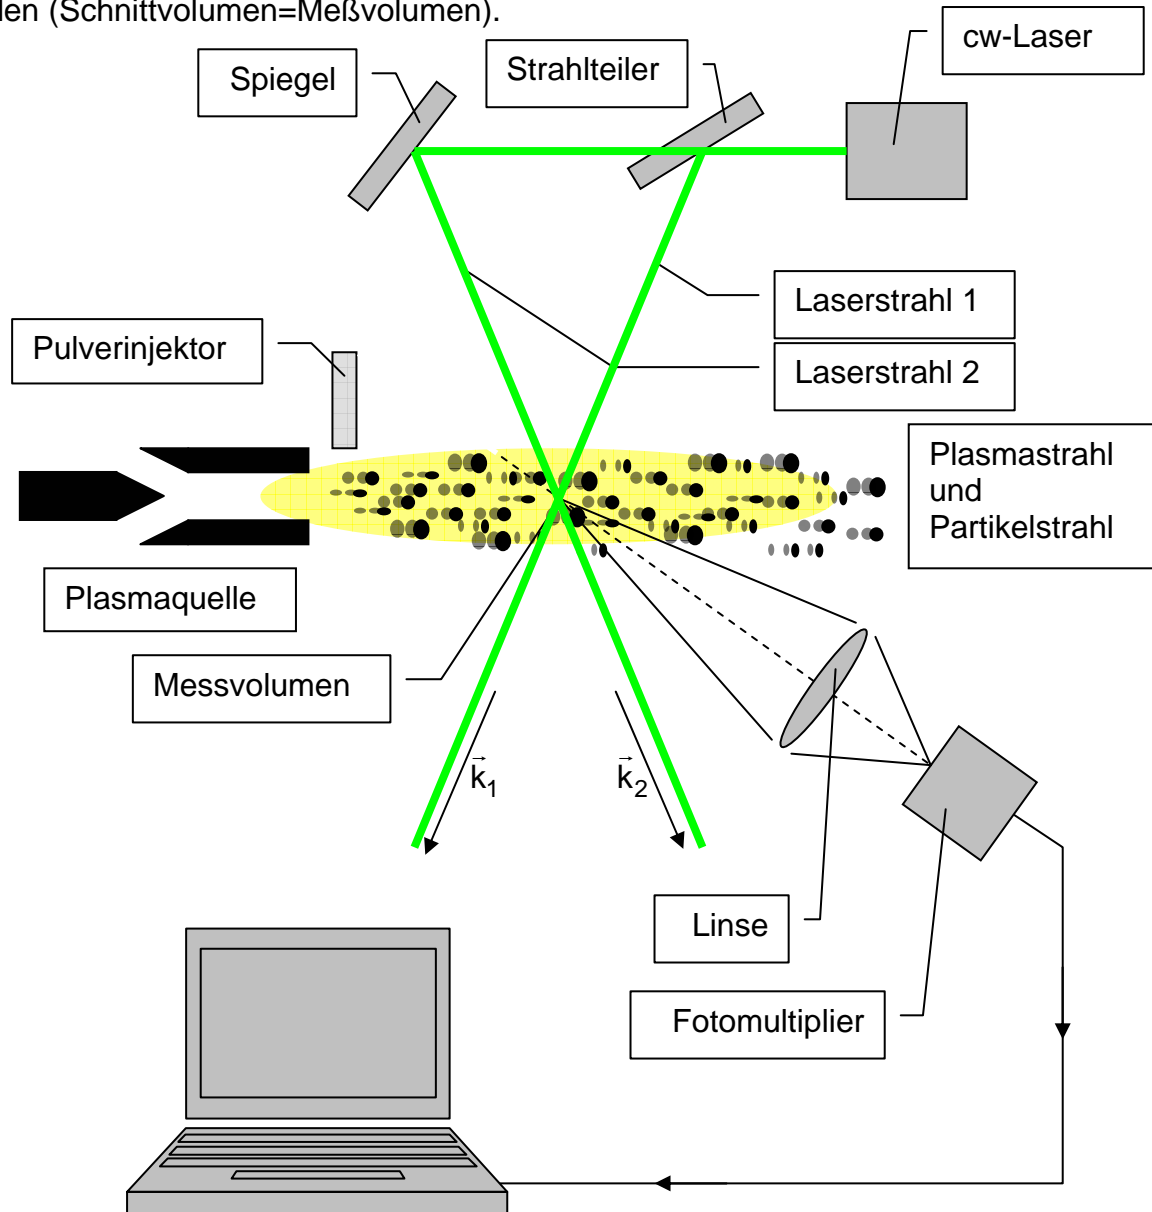 (Schnittvolumen=Meßvolumen).
cw-Laser
Spiegel
Strahlteiler
Laserstrahl 1
Pulverinjektor
Laserstrahl 2
Plasmastrahl
und
Partikelstrahl
Plasmaquelle
Messvolumen
k⃗1
k⃗2
Linse
Fotomultiplier